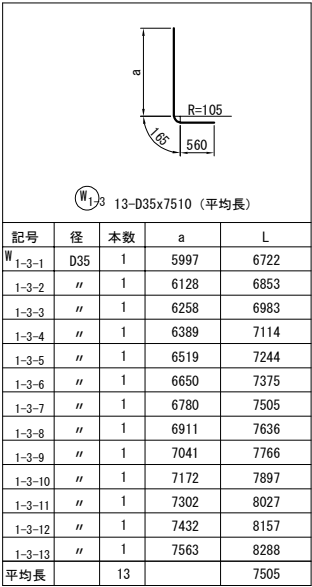 a
R=105
165
560
W1-3 13-D35x7510 (平均長)
記号 径 本数 a L
W1-3-1 D35 1 5997 6722
1-3-2 〃 1 6128 6853
1-3-3 〃 1 6258 6983
1-3-4 〃 1 6389 7114
1-3-5 〃 1 6519 7244
1-3-6 〃 1 6650 7375
1-3-7 〃 1 6780 7505
1-3-8 〃 1 6911 7636
1-3-9 〃 1 7041 7766
1-3-10 〃 1 7172 7897
1-3-11 〃 1 7302 8027
1-3-12 〃 1 7432 8157
1-3-13 〃 1 7563 8288
平均長 13 7505